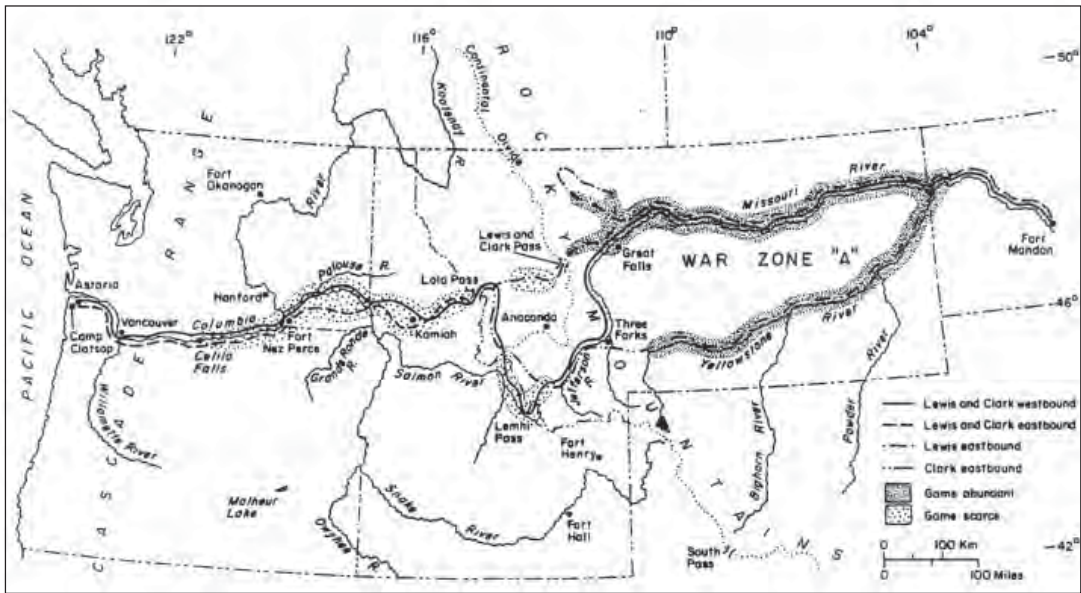 122°
116°
110°
104°
50°
46°
42°
PACIFIC OCEAN
CASCADE RANGE
ROCKY MOUNTAINS
Continental Divide
Kootenay R.
Fort Okanogan
River
Lewis and Clark Pass
Great Falls
Missouri River
Fort Mandan
WAR ZONE "A"
Palouse R.
Lolo Pass
Hanford
Astoria
Vancouver
Columbia
Camp Clatsop
Celilo Falls
Fort Nez Perce
Kamiah
Anaconda
Three Forks
Grande Ronde R.
Salmon River
Jefferson R.
Yellowstone River
Willamette River
Lemhi Pass
Fort Henry
Bighorn River
Powder River
Malheur Lake
Snake River
Owyhee R.
Fort Hall
South Pass
Lewis and Clark westbound
Lewis and Clark eastbound
Lewis eastbound
Clark eastbound
Game abundant
Game scarce
0 100 Km
0 100 Miles